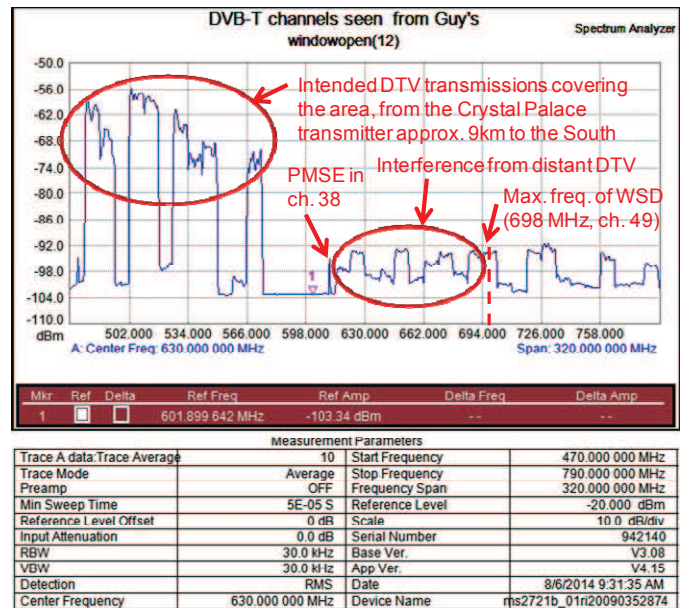 DVB-T channels seen from Guy's
windowopen(12)
Spectrum Analyzer
-50.0
-56.0
-62.0
-68.0
-74.0
-80.0
-86.0
-92.0
-98.0
-104.0
-110.0
dBm
Intended DTV transmissions covering
the area, from the Crystal Palace
transmitter approx. 9km to the South
PMSE in
ch. 38
Interference from distant DTV
Max. freq. of WSD
(698 MHz, ch. 49)
1
502.000 534.000 566.000 598.000 630.000 662.000 694.000 726.000 758.000
A: Center Freq: 630.000 000 MHz
Span: 320.000 000 MHz
Mkr Ref Delta Ref Freq Ref Amp Delta Freq Delta Amp
1 601.899 642 MHz -103.34 dBm -- --
Measurement Parameters
Trace A data:Trace Average 10 Start Frequency 470.000 000 MHz
Trace Mode Average Stop Frequency 790.000 000 MHz
Preamp OFF Frequency Span 320.000 000 MHz
Min Sweep Time 5E-05 S Reference Level -20.000 dBm
Reference Level Offset 0 dB Scale 10.0 dB/div
Input Attenuation 0.0 dB Serial Number 942140
RBW 30.0 kHz Base Ver. V3.08
VBW 30.0 kHz App Ver. V4.15
Detection RMS Date 8/6/2014 9:31:35 AM
Center Frequency 630.000 000 MHz Device Name ms2721b_01ri20090352874